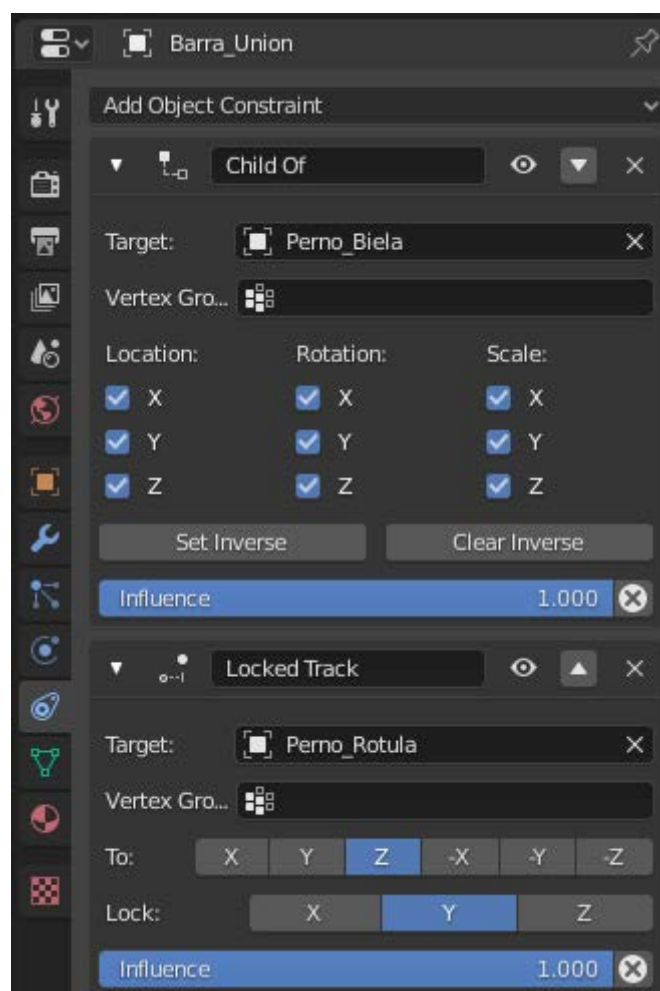 Barra_Union
Add Object Constraint
Child Of
Target: Perno_Biela
Vertex Gro...
Location: Rotation: Scale:
X X X
Y Y Y
Z Z Z
Set Inverse Clear Inverse
Influence 1.000
Locked Track
Target: Perno_Rotula
Vertex Gro...
To: X Y Z -X -Y -Z
Lock: X Y Z
Influence 1.000